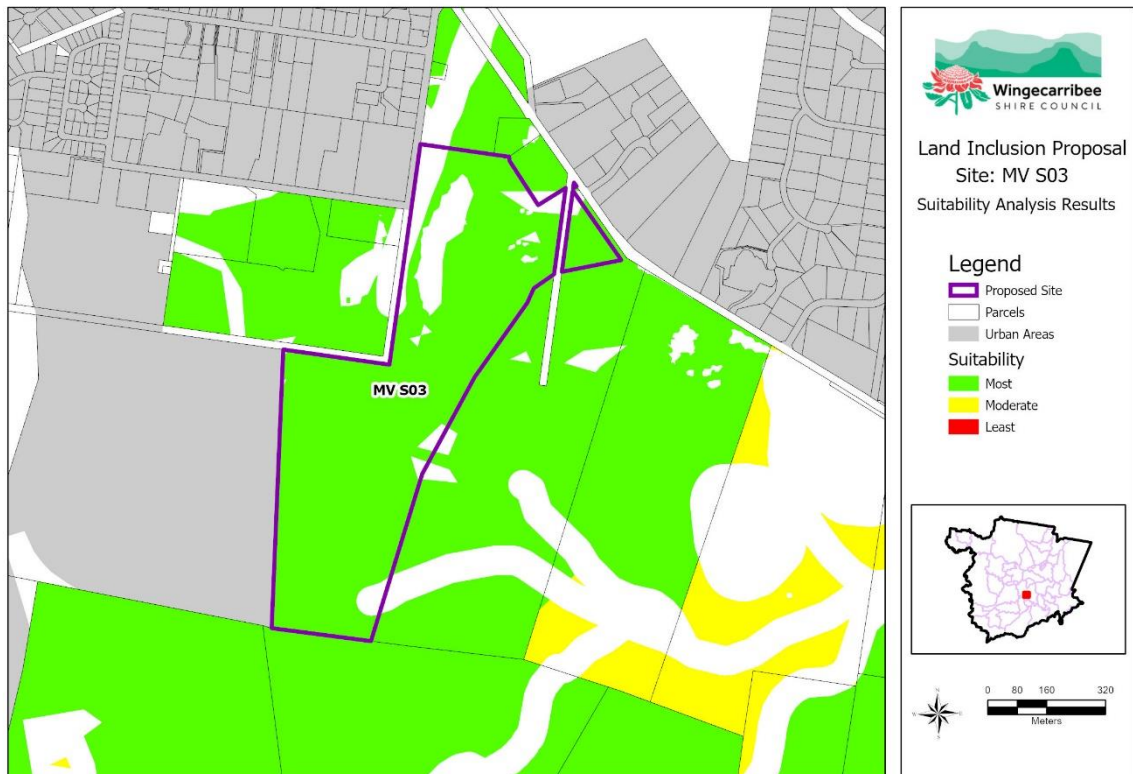 MV S03
Wingecarribee
SHIRE COUNCIL
Land Inclusion Proposal
Site: MV S03
Suitability Analysis Results
Legend
Proposed Site
Parcels
Urban Areas
Suitability
Most
Moderate
Least
N
W E
S
0 80 160 320
Meters